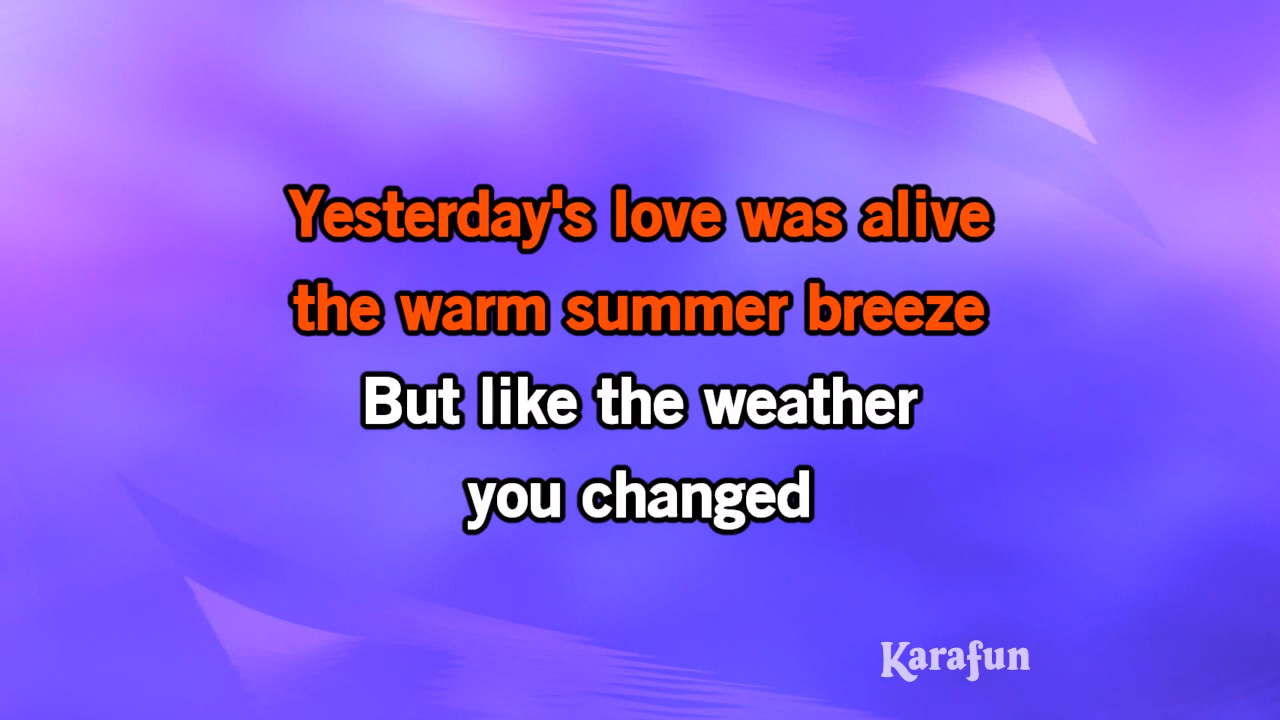 Yesterday's love was alive
the warm summer breeze
But like the weather
you changed
Karafun